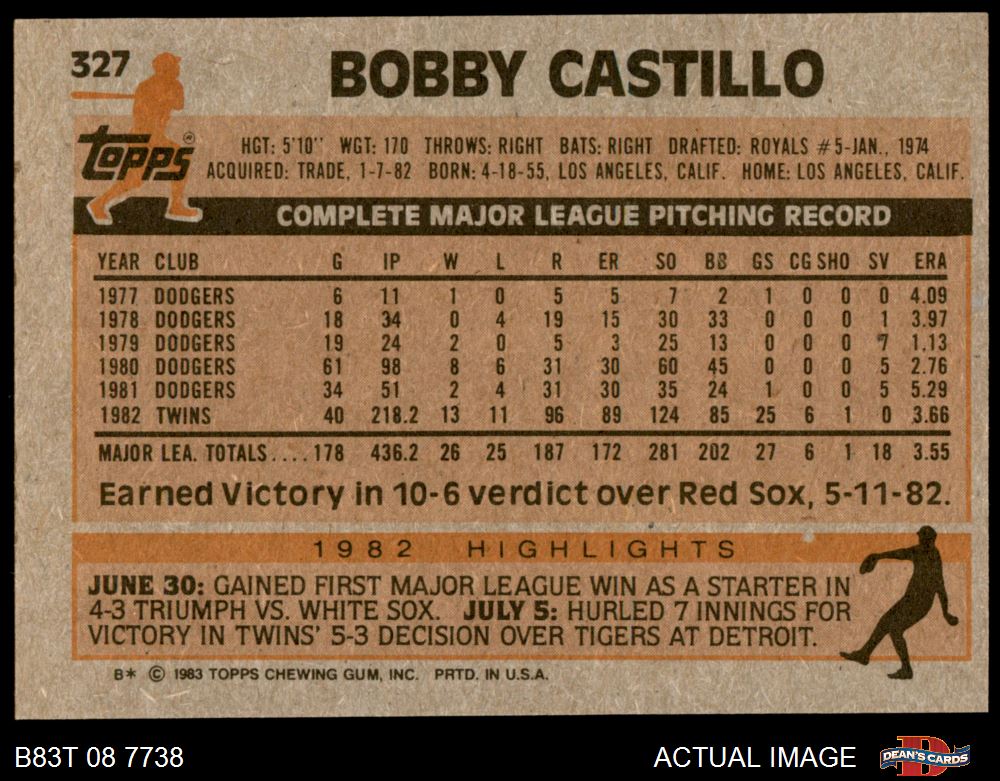 327
BOBBY CASTILLO
topps®
HGT: 5'10" WGT: 170 THROWS: RIGHT BATS: RIGHT DRAFTED: ROYALS #5-JAN., 1974
ACQUIRED: TRADE, 1-7-82 BORN: 4-18-55, LOS ANGELES, CALIF. HOME: LOS ANGELES, CALIF.
COMPLETE MAJOR LEAGUE PITCHING RECORD
YEAR CLUB G IP W L R ER SO BB GS CG SHO SV ERA
1977 DODGERS 6 11 1 0 5 5 7 2 1 0 0 0 4.09
1978 DODGERS 18 34 0 4 19 15 30 33 0 0 0 1 3.97
1979 DODGERS 19 24 2 0 5 3 25 13 0 0 0 7 1.13
1980 DODGERS 61 98 8 6 31 30 60 45 0 0 0 5 2.76
1981 DODGERS 34 51 2 4 31 30 35 24 1 0 0 5 5.29
1982 TWINS 40 218.2 13 11 96 89 124 85 25 6 1 0 3.66
MAJOR LEA. TOTALS....178 436.2 26 25 187 172 281 202 27 6 1 18 3.55
Earned Victory in 10-6 verdict over Red Sox, 5-11-82.
1982 HIGHLIGHTS
JUNE 30: GAINED FIRST MAJOR LEAGUE WIN AS A STARTER IN
4-3 TRIUMPH VS. WHITE SOX. JULY 5: HURLED 7 INNINGS FOR
VICTORY IN TWINS' 5-3 DECISION OVER TIGERS AT DETROIT.
B* © 1983 TOPPS CHEWING GUM, INC. PRTD. IN U.S.A.
B83T 08 7738
ACTUAL IMAGE
DEAN'S CARDS